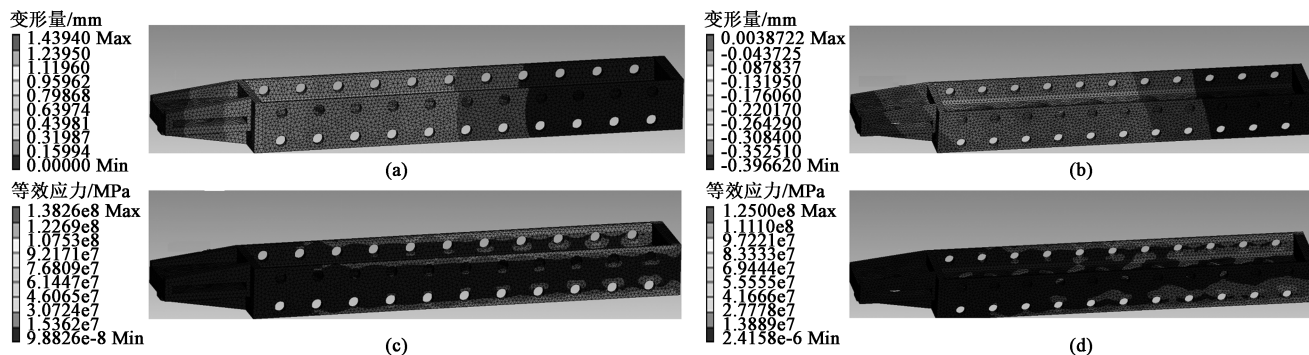 变形量/mm
1.43940 Max
1.23950
1.11960
0.95962
0.79868
0.63974
0.43981
0.31987
0.15994
0.00000 Min
(a)
变形量/mm
0.0038722 Max
-0.043725
-0.087837
-0.131950
-0.176060
-0.220170
-0.264290
-0.308400
-0.352510
-0.396620 Min
(b)
等效应力/MPa
1.3826e8 Max
1.2269e8
1.0753e8
9.2171e7
7.6809e7
6.1447e7
4.6065e7
3.0724e7
1.5362e7
9.8826e-8 Min
(c)
等效应力/MPa
1.2500e8 Max
1.1110e8
9.7221e7
8.3333e7
6.9444e7
5.5555e7
4.1666e7
2.7778e7
1.3889e7
2.4158e-6 Min
(d)